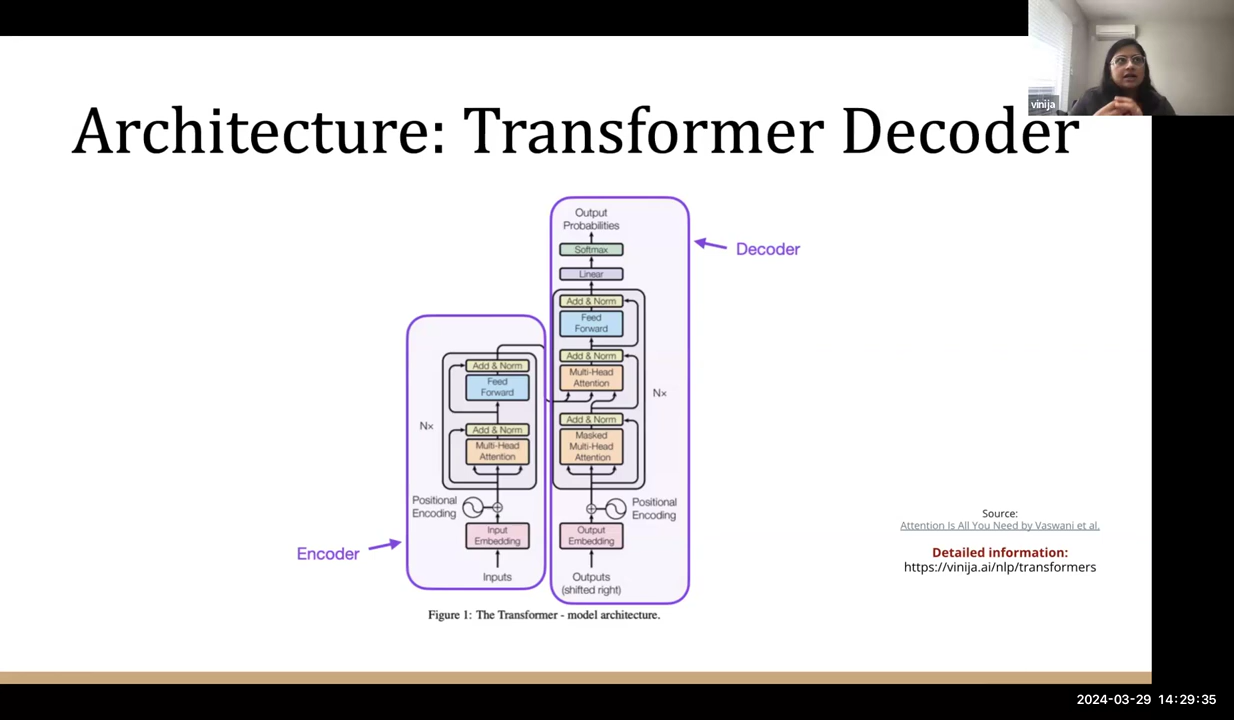 vinija
Architecture: Transformer Decoder
Output
Probabilities
Softmax
Linear
Add & Norm
Feed
Forward
Add & Norm
Multi-Head
Attention
Add & Norm
Masked
Multi-Head
Attention
Nx
Positional
Encoding
Output
Embedding
Outputs
(shifted right)
Decoder
Add & Norm
Feed
Forward
Add & Norm
Multi-Head
Attention
Nx
Positional
Encoding
Input
Embedding
Inputs
Encoder
Figure 1: The Transformer - model architecture.
Source:
Attention Is All You Need by Vaswani et al.
Detailed information:
https://vinija.ai/nlp/transformers
2024-03-29 14:29:35